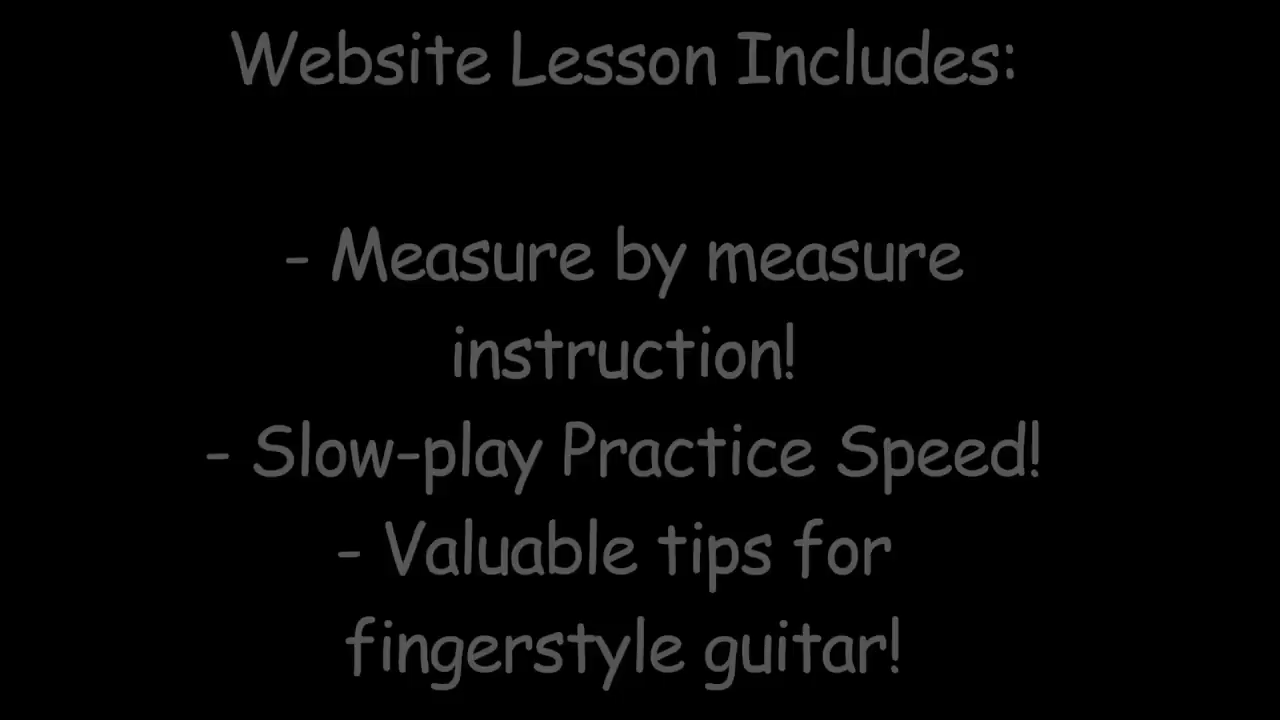 Website Lesson Includes:
- Measure by measure
instruction!
- Slow-play Practice Speed!
- Valuable tips for
fingerstyle guitar!